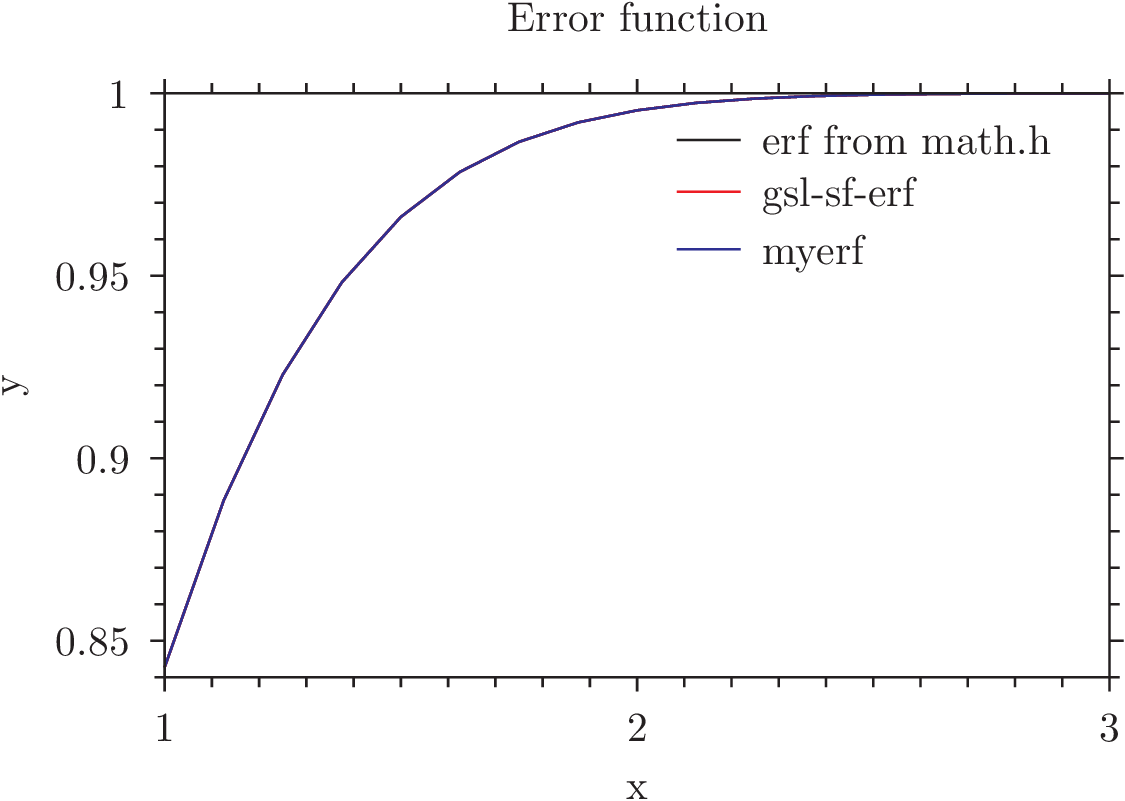 Error function
1
0.95
0.9
0.85
y
erf from math.h
gsl-sf-erf
myerf
1 2 3
x